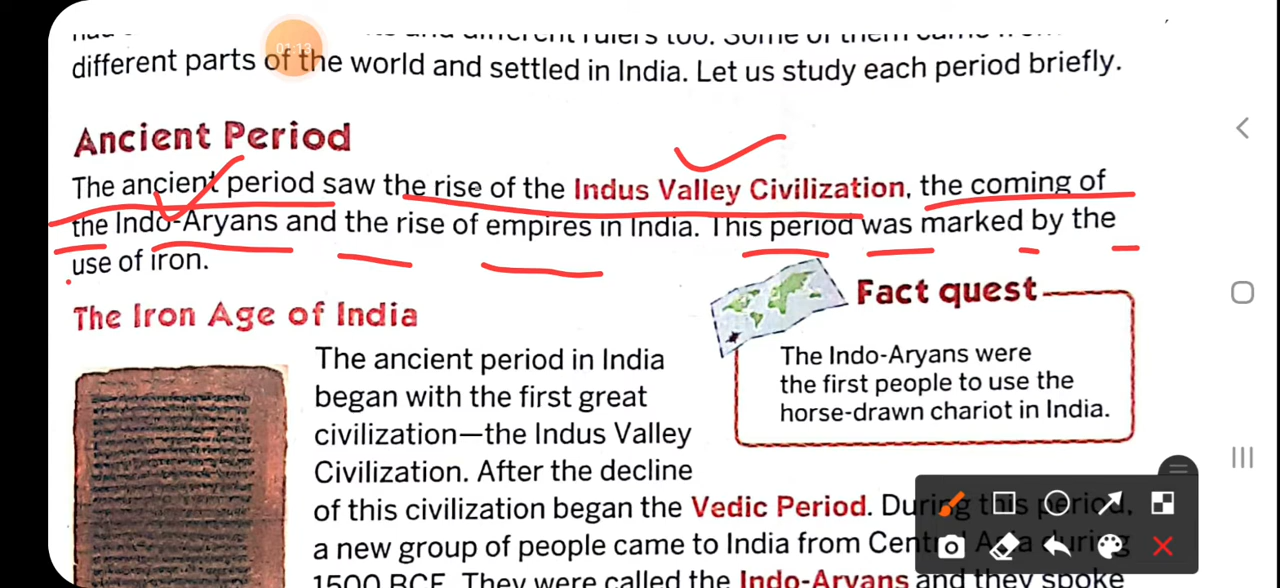 different parts of the world and settled in India. Let us study each period briefly.
Ancient Period
The ancient period saw the rise of the Indus Valley Civilization, the coming of
the Indo-Aryans and the rise of empires in India. This period was marked by the
use of iron.
The Iron Age of India
Fact quest
The Indo-Aryans were
the first people to use the
horse-drawn chariot in India.
The ancient period in India
began with the first great
civilization—the Indus Valley
Civilization. After the decline
of this civilization began the Vedic Period. During this period,
a new group of people came to India from Central Asia during
1500 BCE. They were called the Indo-Aryans and they spoke